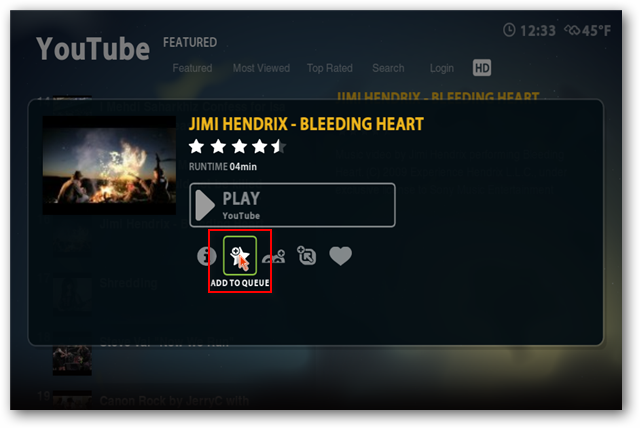 YouTube FEATURED
12:33 45°F
Featured Most Viewed Top Rated Search Login HD
JIMI HENDRIX - BLEEDING HEART
JIMI HENDRIX - BLEEDING HEART
RUNTIME 04min
PLAY
YouTube
ADD TO QUEUE
Canon Rock by JerryC with